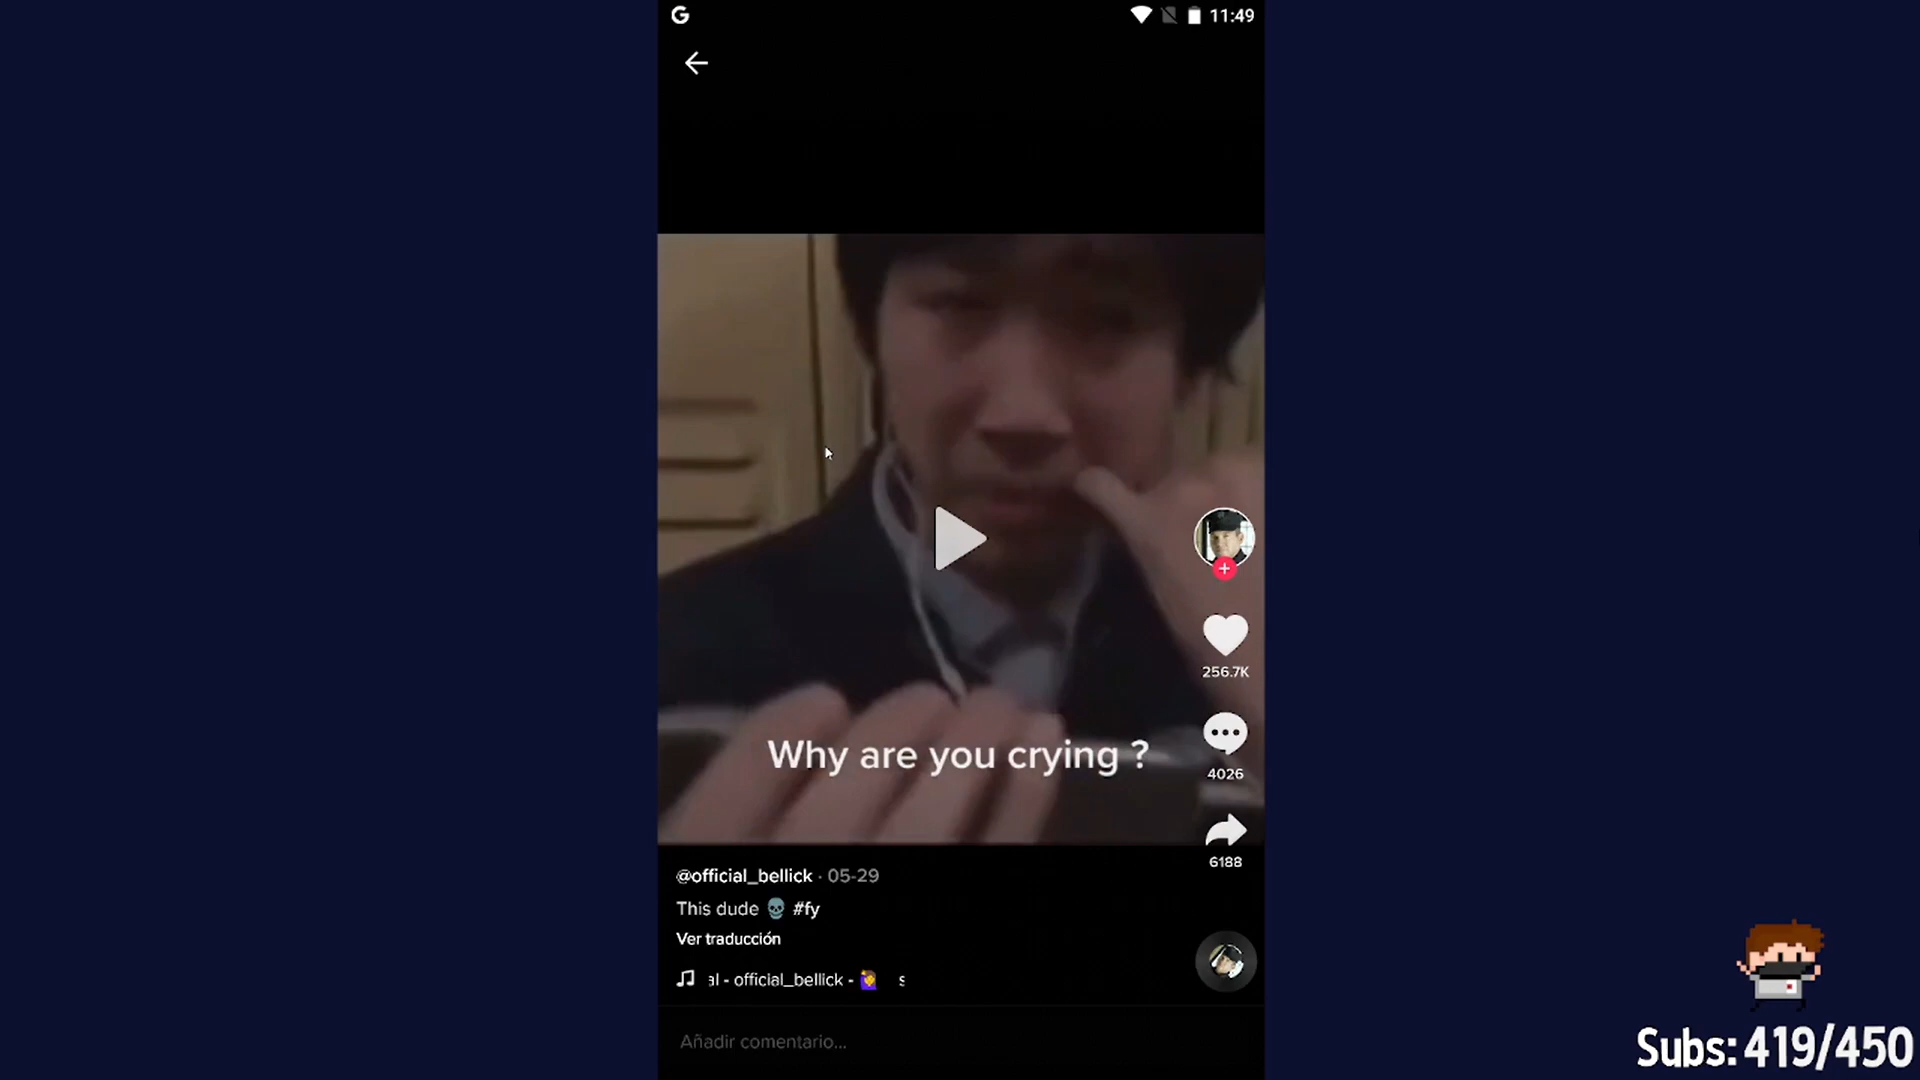 G
11:49
Why are you crying ?
256.7K
4026
6188
@official_bellick · 05-29
This dude 💀 #fy
Ver traducción
al - official_bellick - 🙋‍♀️ s
Añadir comentario...
Subs: 419/450